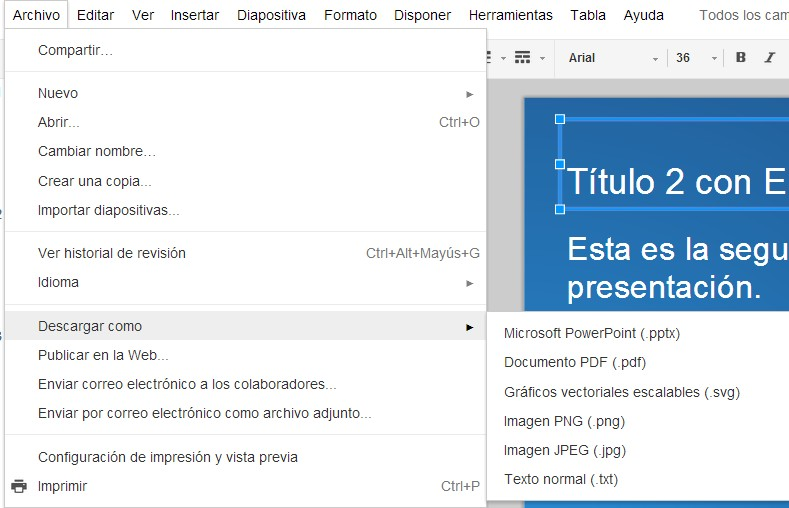 Archivo Editar Ver Insertar Diapositiva Formato Disponer Herramientas Tabla Ayuda Todos los cam
Compartir...
Arial 36 B I
Nuevo
Abrir... Ctrl+O
Cambiar nombre...
Crear una copia...
Importar diapositivas...
Título 2 con E
Ver historial de revisión Ctrl+Alt+Mayús+G
Idioma
Esta es la segu
presentación.
Descargar como
Publicar en la Web...
Enviar correo electrónico a los colaboradores...
Enviar por correo electrónico como archivo adjunto...
Configuración de impresión y vista previa
Imprimir Ctrl+P
Microsoft PowerPoint (.pptx)
Documento PDF (.pdf)
Gráficos vectoriales escalables (.svg)
Imagen PNG (.png)
Imagen JPEG (.jpg)
Texto normal (.txt)